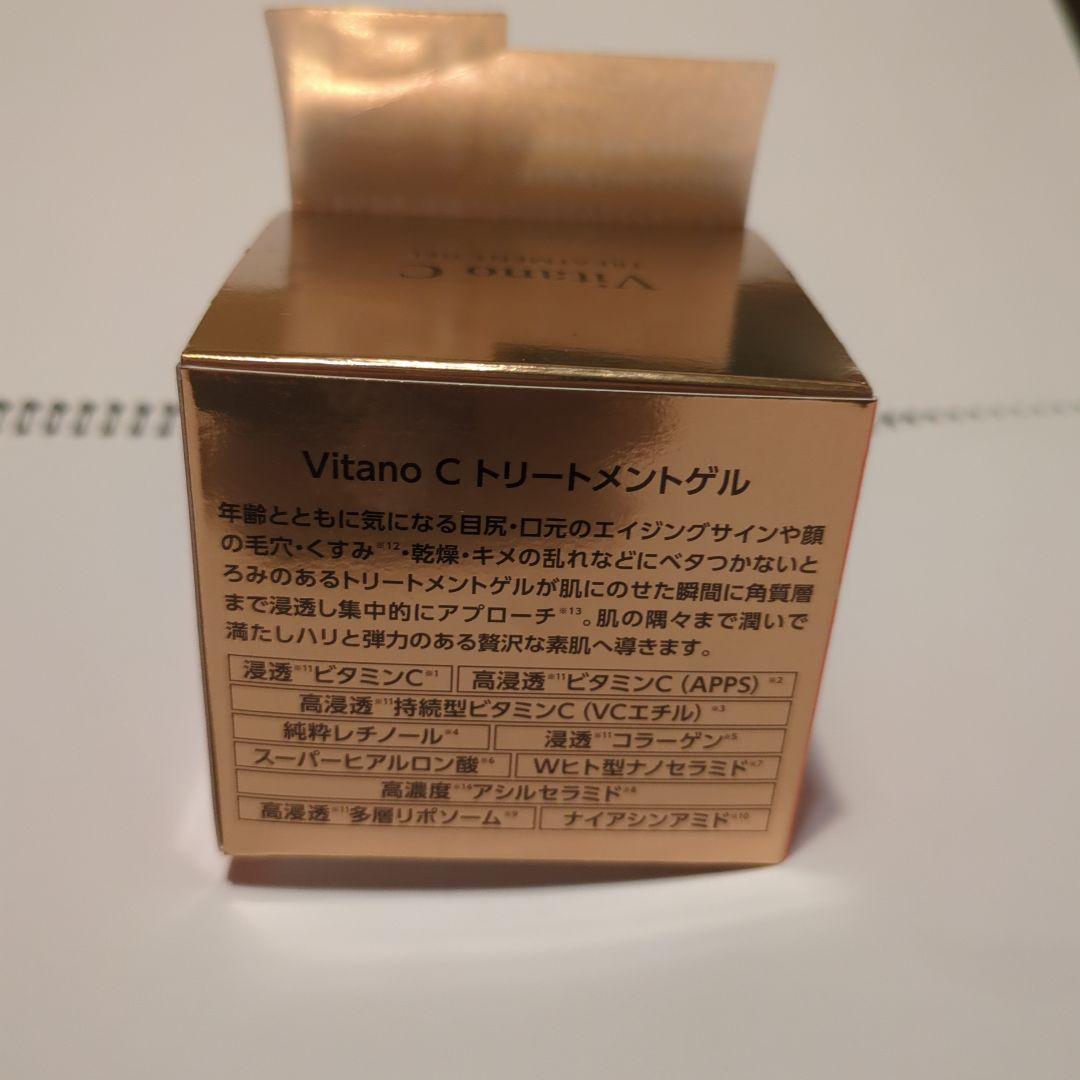 Vitano C
TREATMENT GEL
Vitano C トリートメントゲル
年齢とともに気になる目尻・口元のエイジングサインや顔
の毛穴・くすみ※12・乾燥・キメの乱れなどにベタつかないと
ろみのあるトリートメントゲルが肌にのせた瞬間に角質層
まで浸透し集中的にアプローチ※13。肌の隅々まで潤いで
満たしハリと弾力のある贅沢な素肌へ導きます。
浸透※11ビタミンC※1 高浸透※11ビタミンC (APPS)※2
高浸透※11持続型ビタミンC (VCエチル)※3
純粋レチノール※4 浸透※11コラーゲン※5
スーパーヒアルロン酸※6 Wヒト型ナノセラミド※7
高濃度※14アシルセラミド※8
高浸透※11多層リポソーム※9 ナイアシンアミド※10